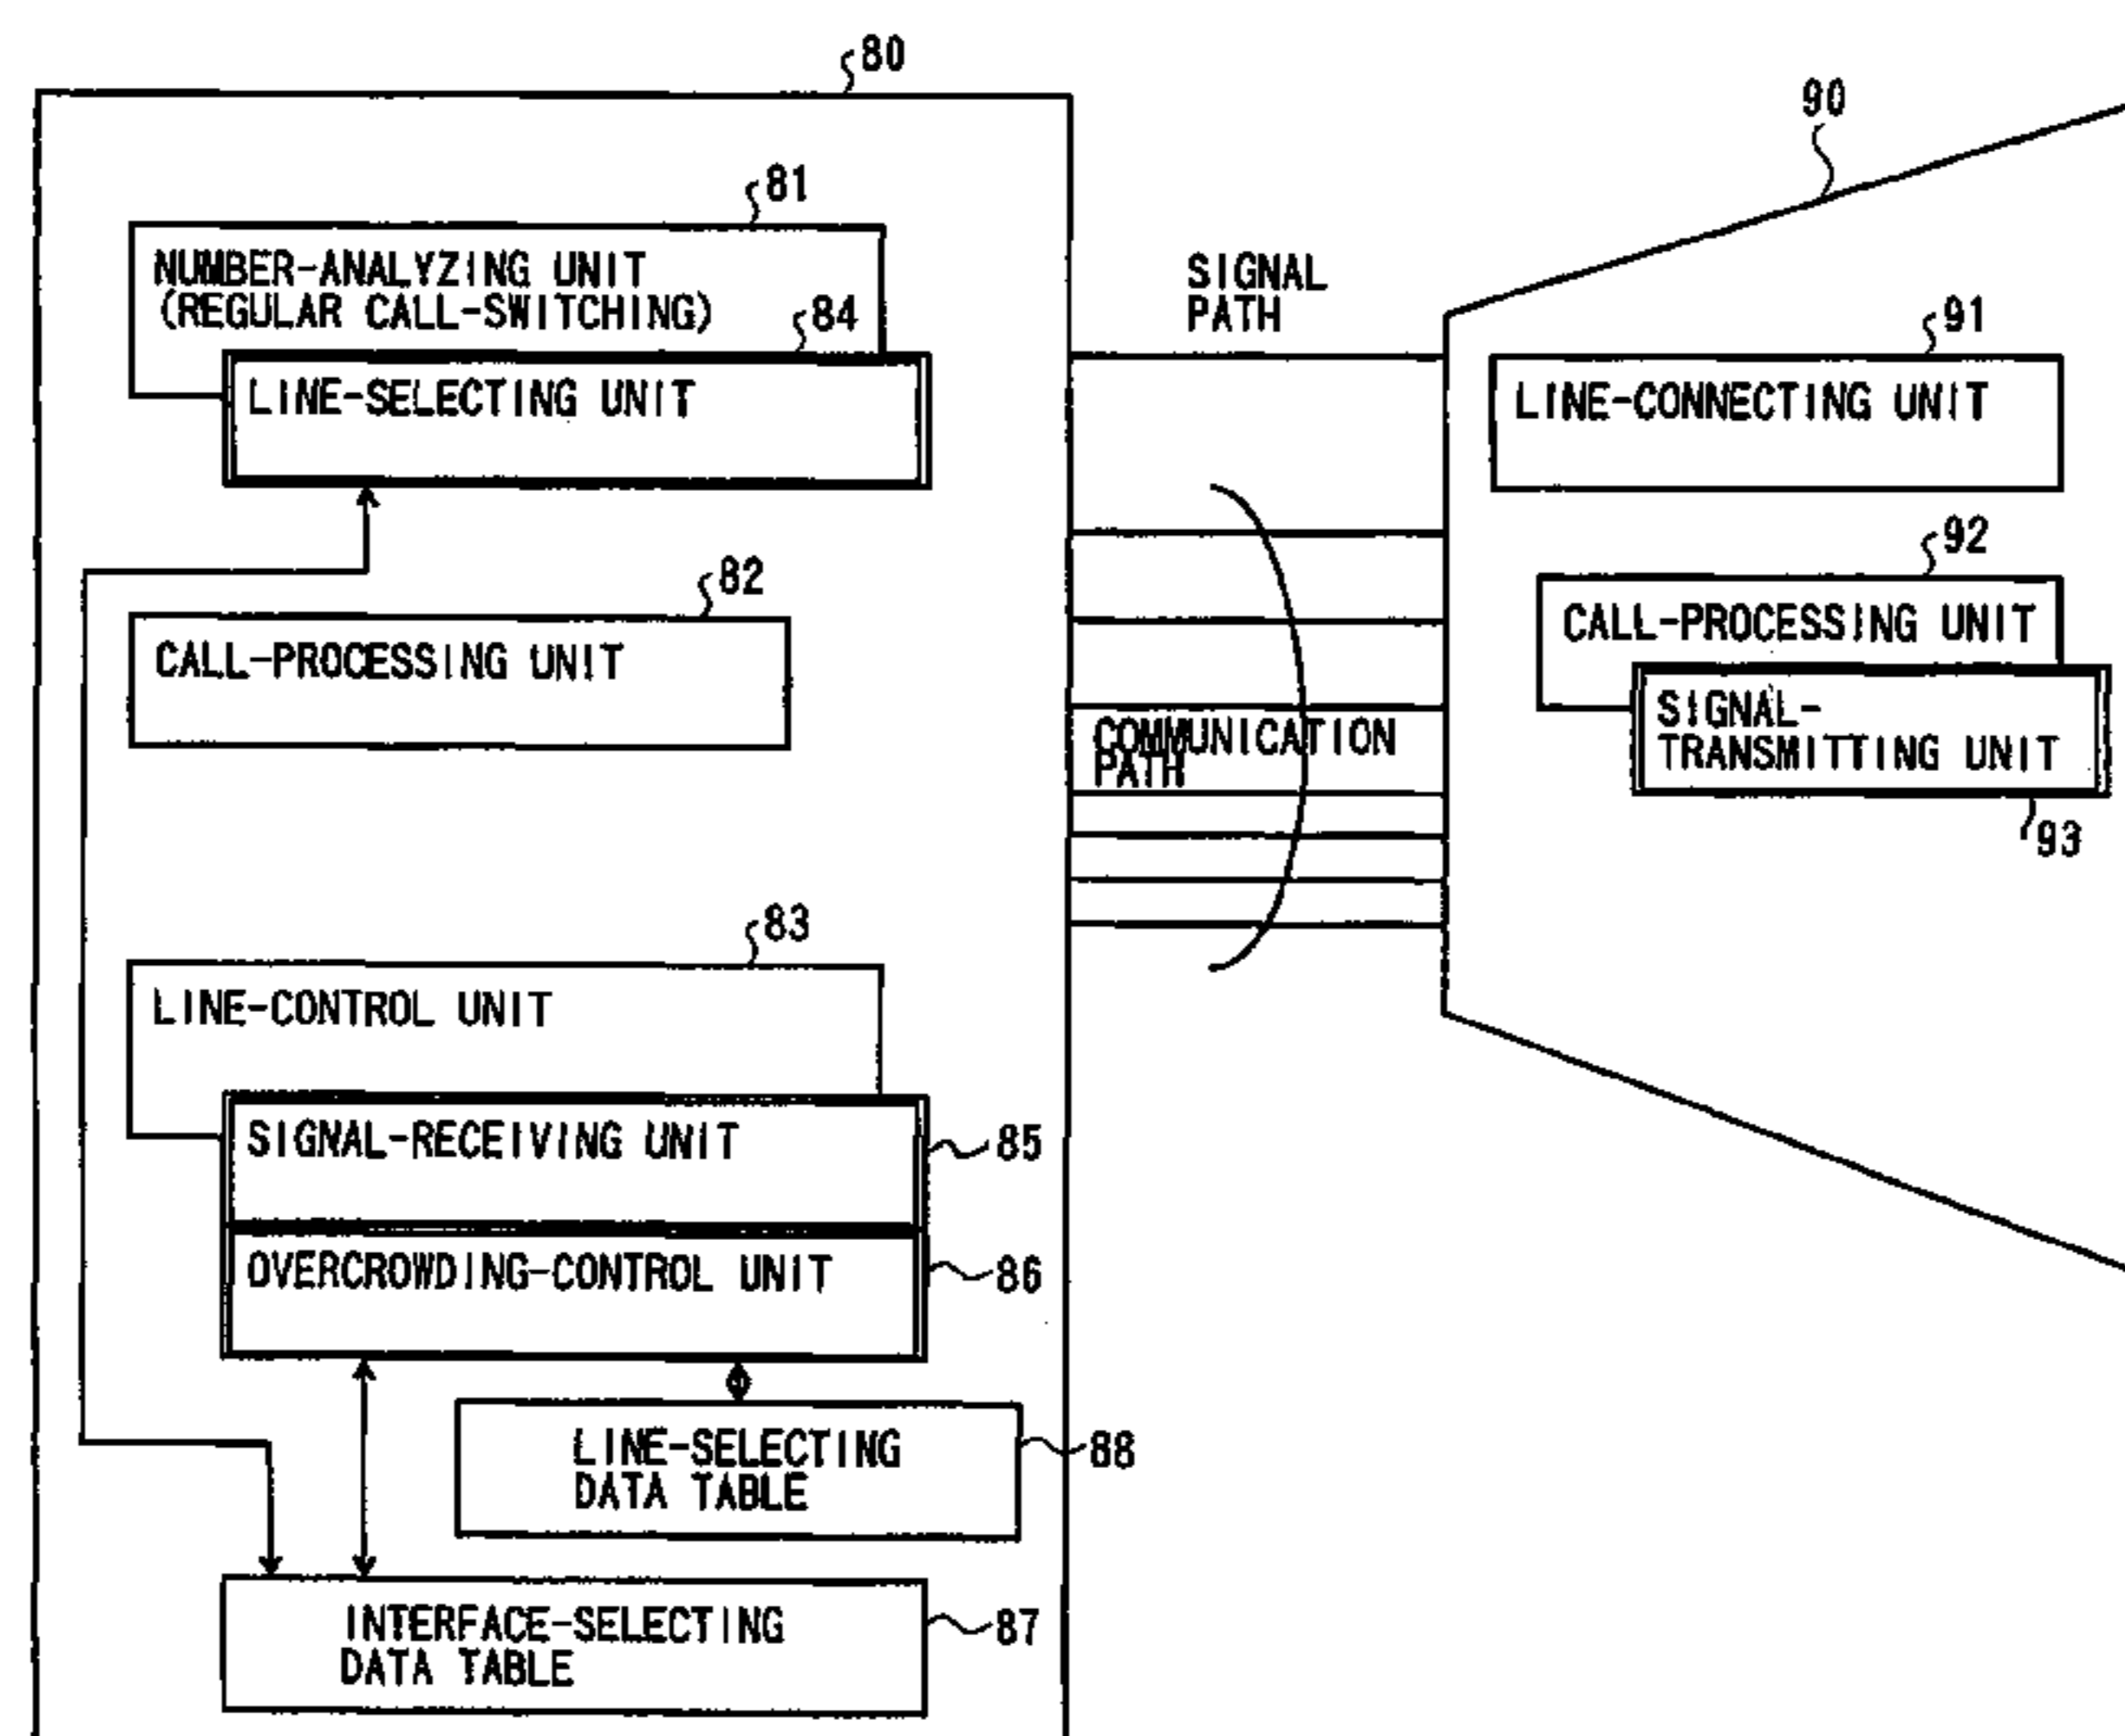 80
90
81
NUMBER-ANALYZING UNIT
(REGULAR CALL-SWITCHING)
84
LINE-SELECTING UNIT
SIGNAL
PATH
91
LINE-CONNECTING UNIT
82
CALL-PROCESSING UNIT
92
CALL-PROCESSING UNIT
SIGNAL-
TRANSMITTING UNIT
93
COMMUNICATION
PATH
83
LINE-CONTROL UNIT
SIGNAL-RECEIVING UNIT
85
OVERCROWDING-CONTROL UNIT
86
LINE-SELECTING
DATA TABLE
88
INTERFACE-SELECTING
DATA TABLE
87